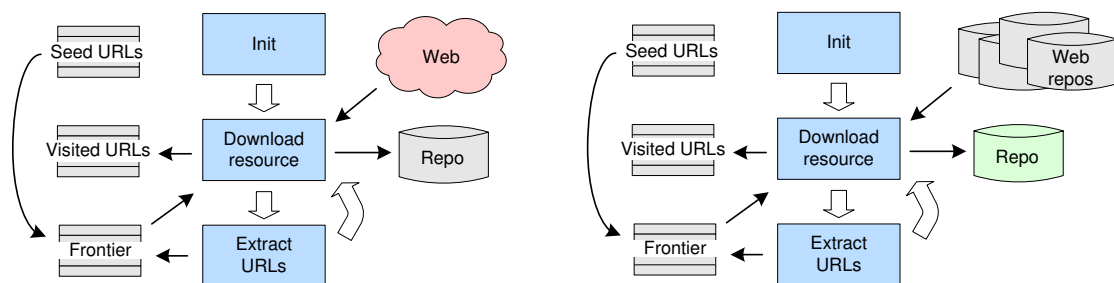 Seed URLs
Init
Web
Visited URLs
Download
resource
Repo
Frontier
Extract
URLs
Seed URLs
Init
Web
repos
Visited URLs
Download
resource
Repo
Frontier
Extract
URLs